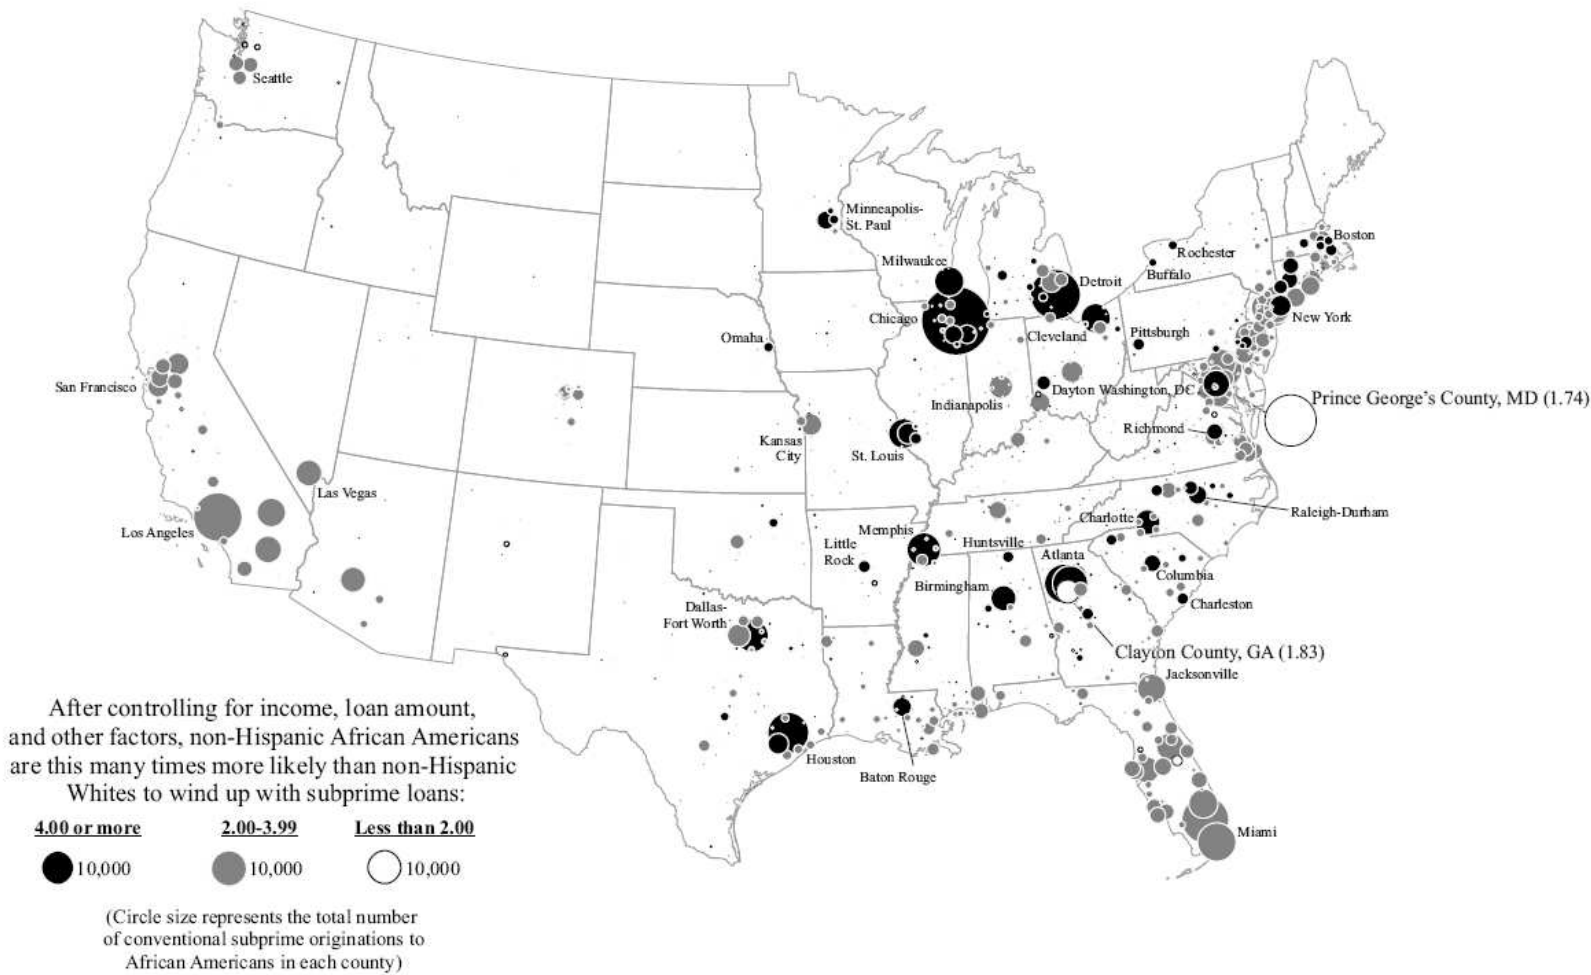 Seattle
Minneapolis-
St. Paul
Boston
Rochester
Buffalo
Milwaukee
Detroit
Chicago
New York
Omaha
Cleveland
Pittsburgh
San Francisco
Dayton
Washington, DC
Prince George's County, MD (1.74)
Indianapolis
Richmond
Kansas
City
St. Louis
Las Vegas
Los Angeles
Raleigh-Durham
Charlotte
Memphis
Huntsville
Little
Rock
Atlanta
Birmingham
Columbia
Charleston
Dallas-
Fort Worth
Clayton County, GA (1.83)
Jacksonville
Houston
Baton Rouge
Miami
After controlling for income, loan amount,
and other factors, non-Hispanic African Americans
are this many times more likely than non-Hispanic
Whites to wind up with subprime loans:
4.00 or more 2.00-3.99 Less than 2.00
10,000 10,000 10,000
(Circle size represents the total number
of conventional subprime originations to
African Americans in each county)